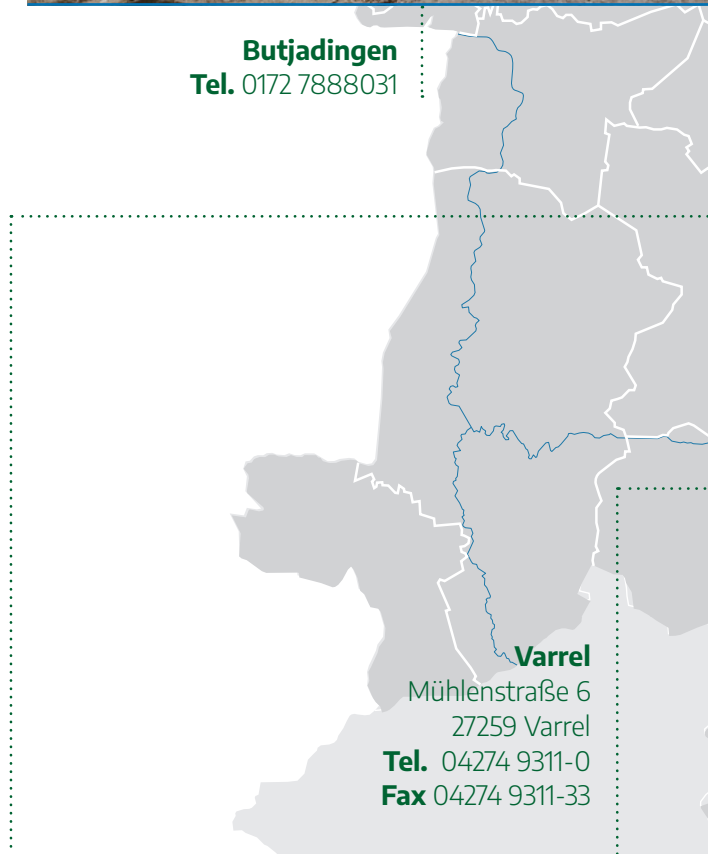 Butjadingen
Tel. 0172 7888031
Varrel
Mühlenstraße 6
27259 Varrel
Tel. 04274 9311-0
Fax 04274 9311-33